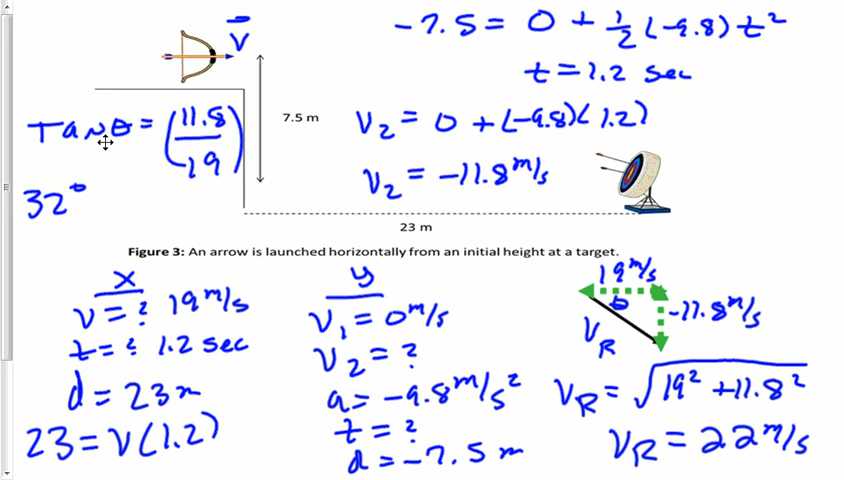 V
-7.5 = 0 + 1/2 (-9.8) t²
t = 1.2 sec
7.5 m
V₂ = 0 + (-9.8)(1.2)
V₂ = -11.8 m/s
TANθ = (11.8/19)
32°
23 m
Figure 3: An arrow is launched horizontally from an initial height at a target.
x
V = ? 19 m/s
t = ? 1.2 sec
d = 23 m
23 = V(1.2)
y
V₁ = 0 m/s
V₂ = ?
a = -9.8 m/s²
t = ?
d = -7.5 m
19 m/s
θ
-11.8 m/s
VR
VR = √19² + 11.8²
VR = 22 m/s